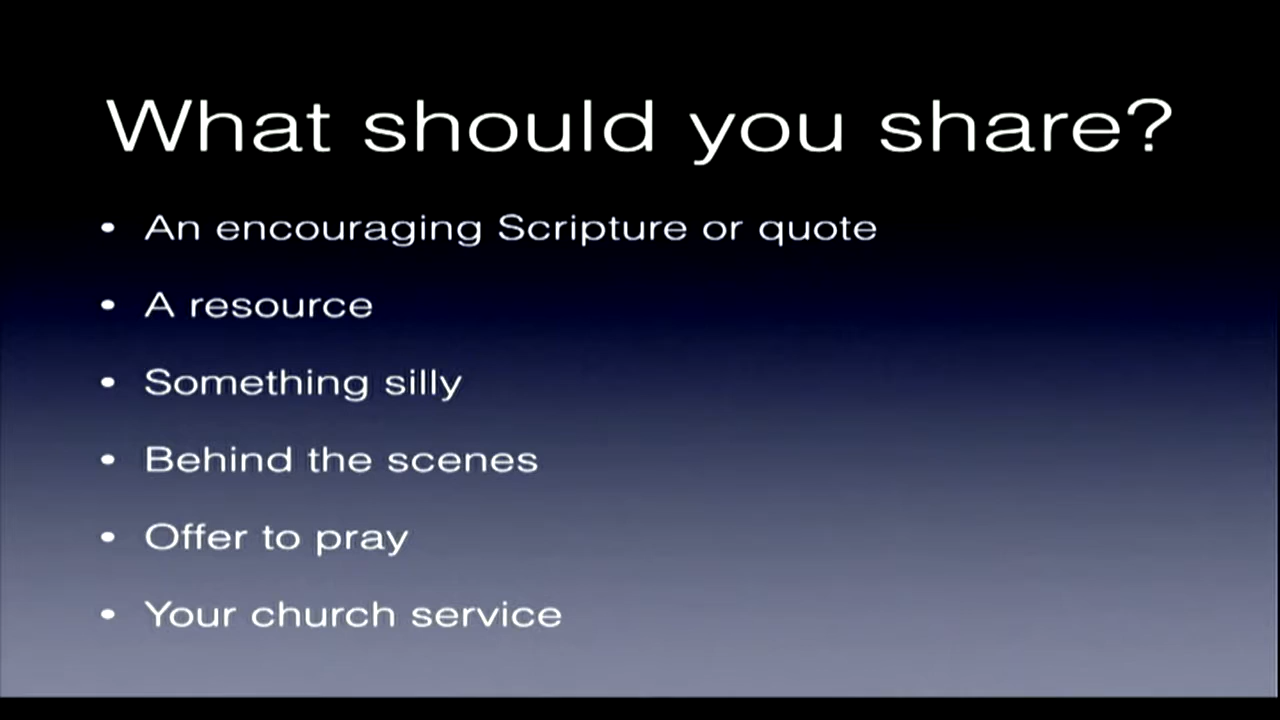 What should you share?
• An encouraging Scripture or quote
• A resource
• Something silly
• Behind the scenes
• Offer to pray
• Your church service